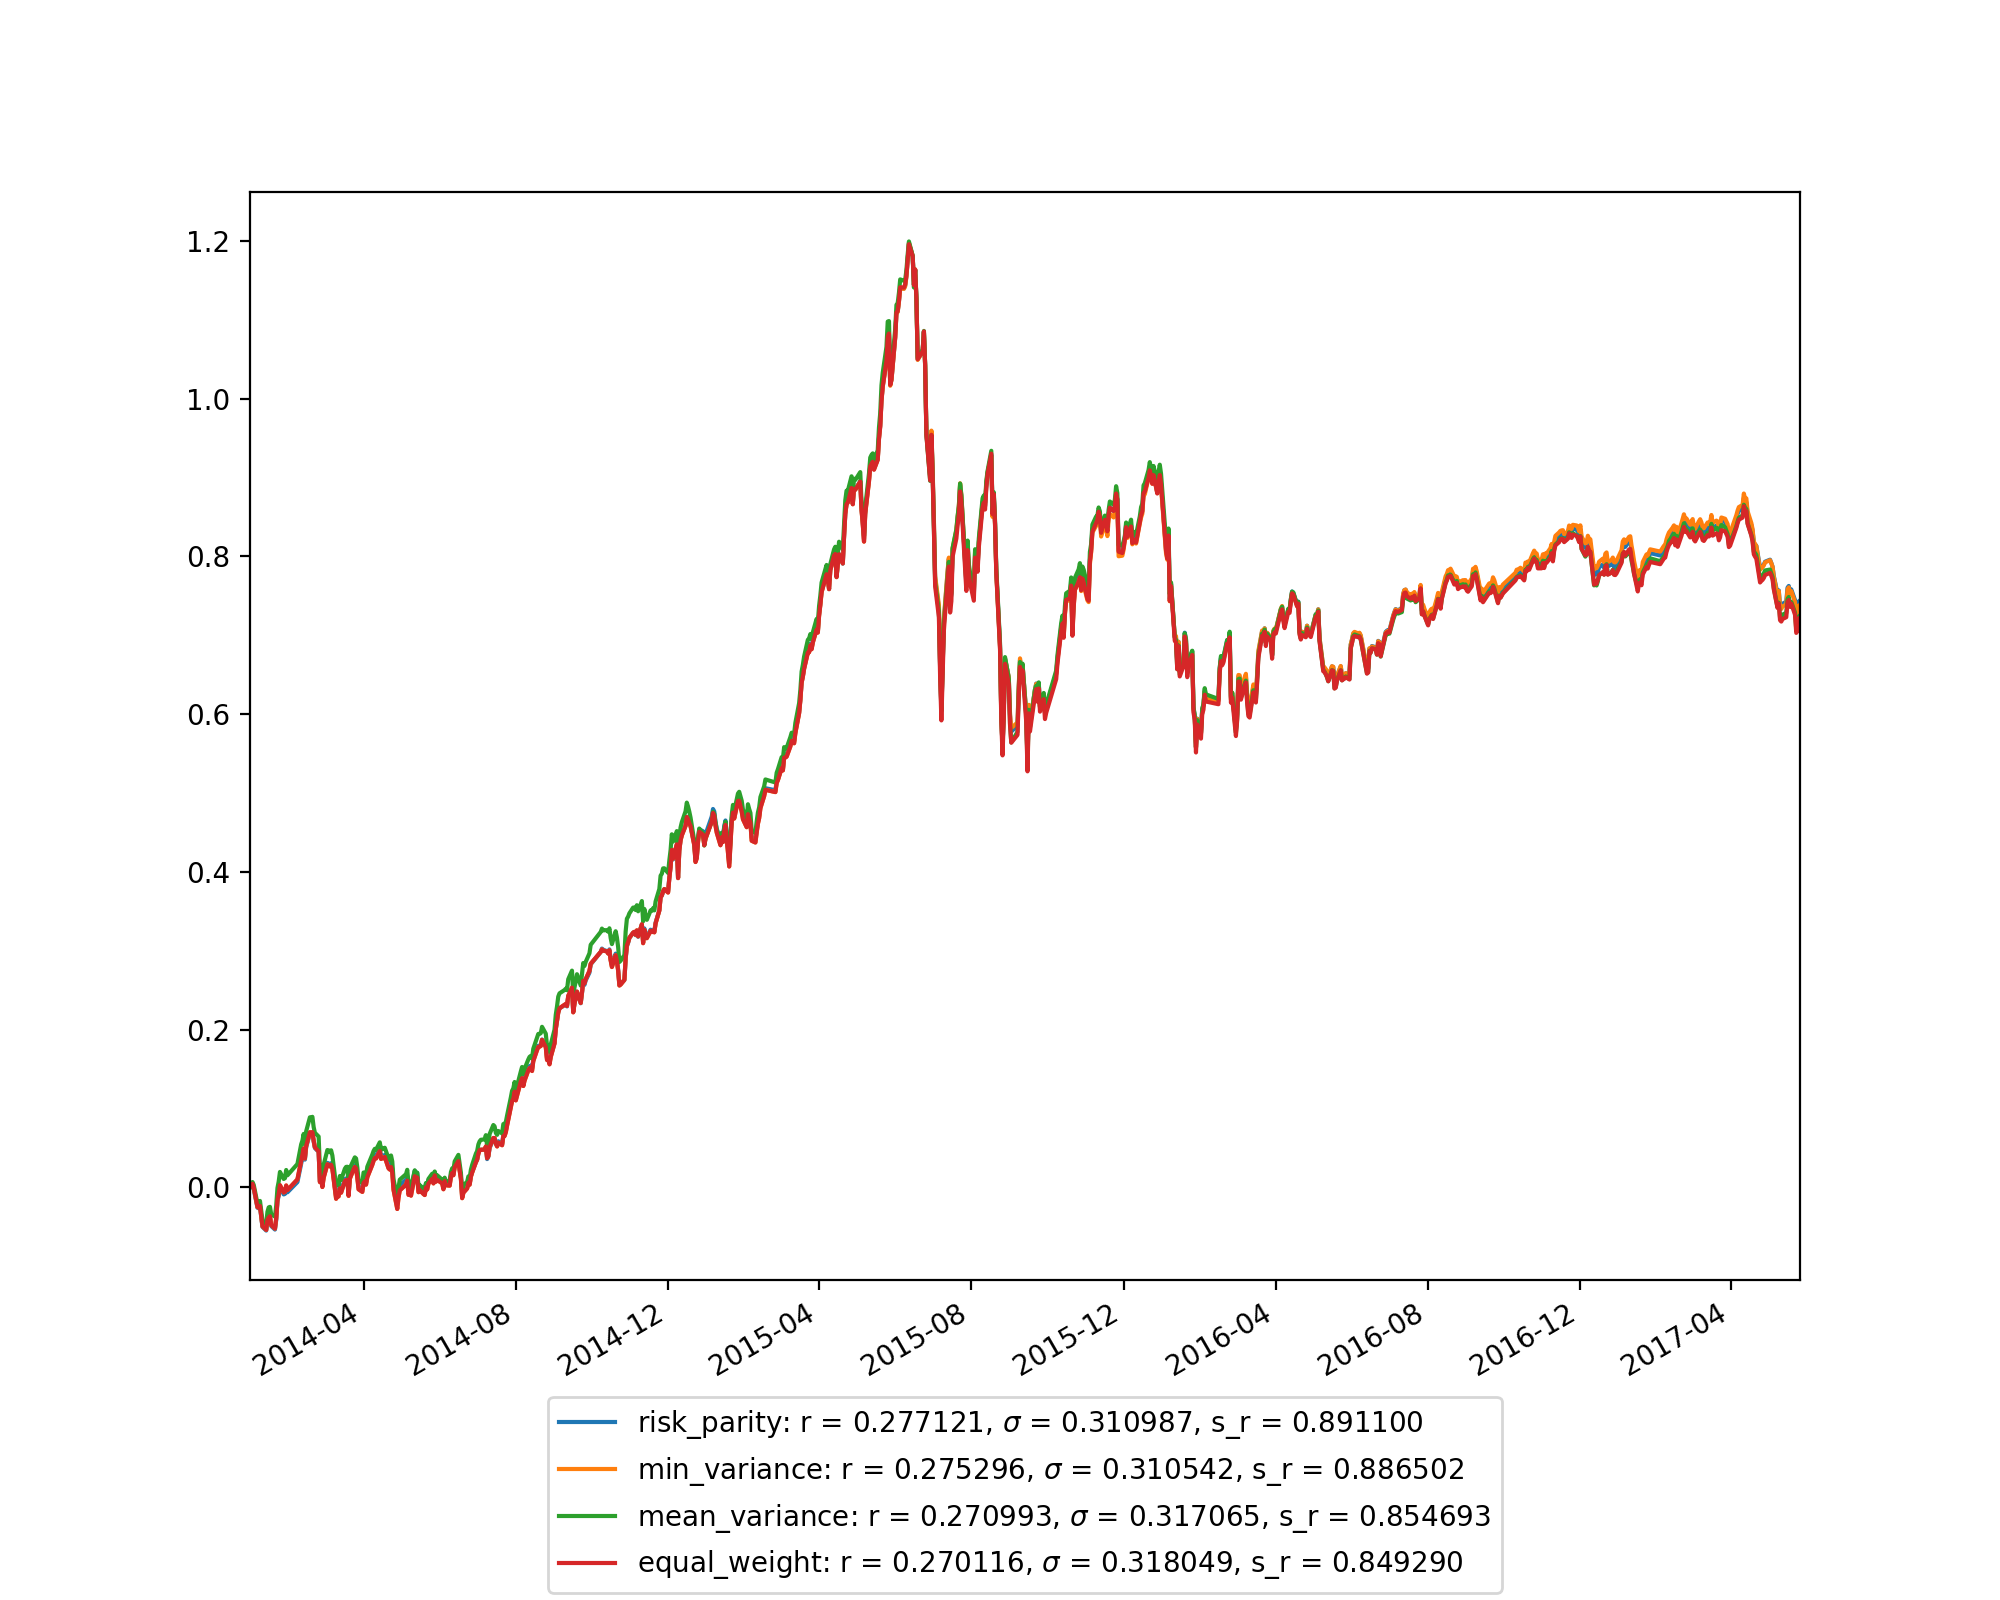 1.2
1.0
0.8
0.6
0.4
0.2
0.0
2014-04 2014-08 2014-12 2015-04 2015-08 2015-12 2016-04 2016-08 2016-12 2017-04
risk_parity: r = 0.277121, σ = 0.310987, s_r = 0.891100
min_variance: r = 0.275296, σ = 0.310542, s_r = 0.886502
mean_variance: r = 0.270993, σ = 0.317065, s_r = 0.854693
equal_weight: r = 0.270116, σ = 0.318049, s_r = 0.849290